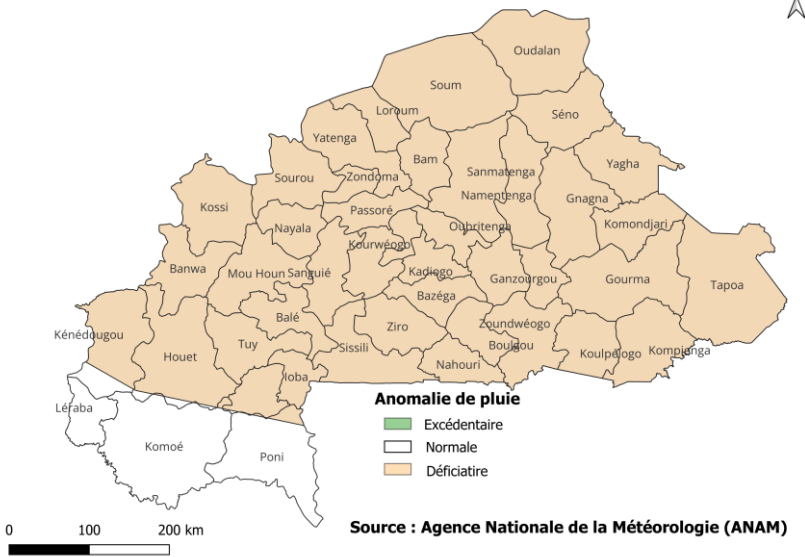 Oudalan
Soum
Loroum
Séno
Yatenga
Bam
Yagha
Sourou
Zondoma
Sanmatenga
Kossi
Namentenga
Gnagna
Passoré
Nayala
Oubritenga
Komondjari
Kourwéogo
Banwa
Mou Houn
Sanguié
Kadiogo
Ganzourgou
Gourma
Tapoa
Bazéga
Balé
Ziro
Zoundwéogo
Kénédougou
Houet
Tuy
Sissili
Boulgou
Koulpélogo
Kompienga
Nahouri
Ioba
Léraba
Komoé
Poni
Anomalie de pluie
Excédentaire
Normale
Déficiatire
0 100 200 km
Source : Agence Nationale de la Météorologie (ANAM)